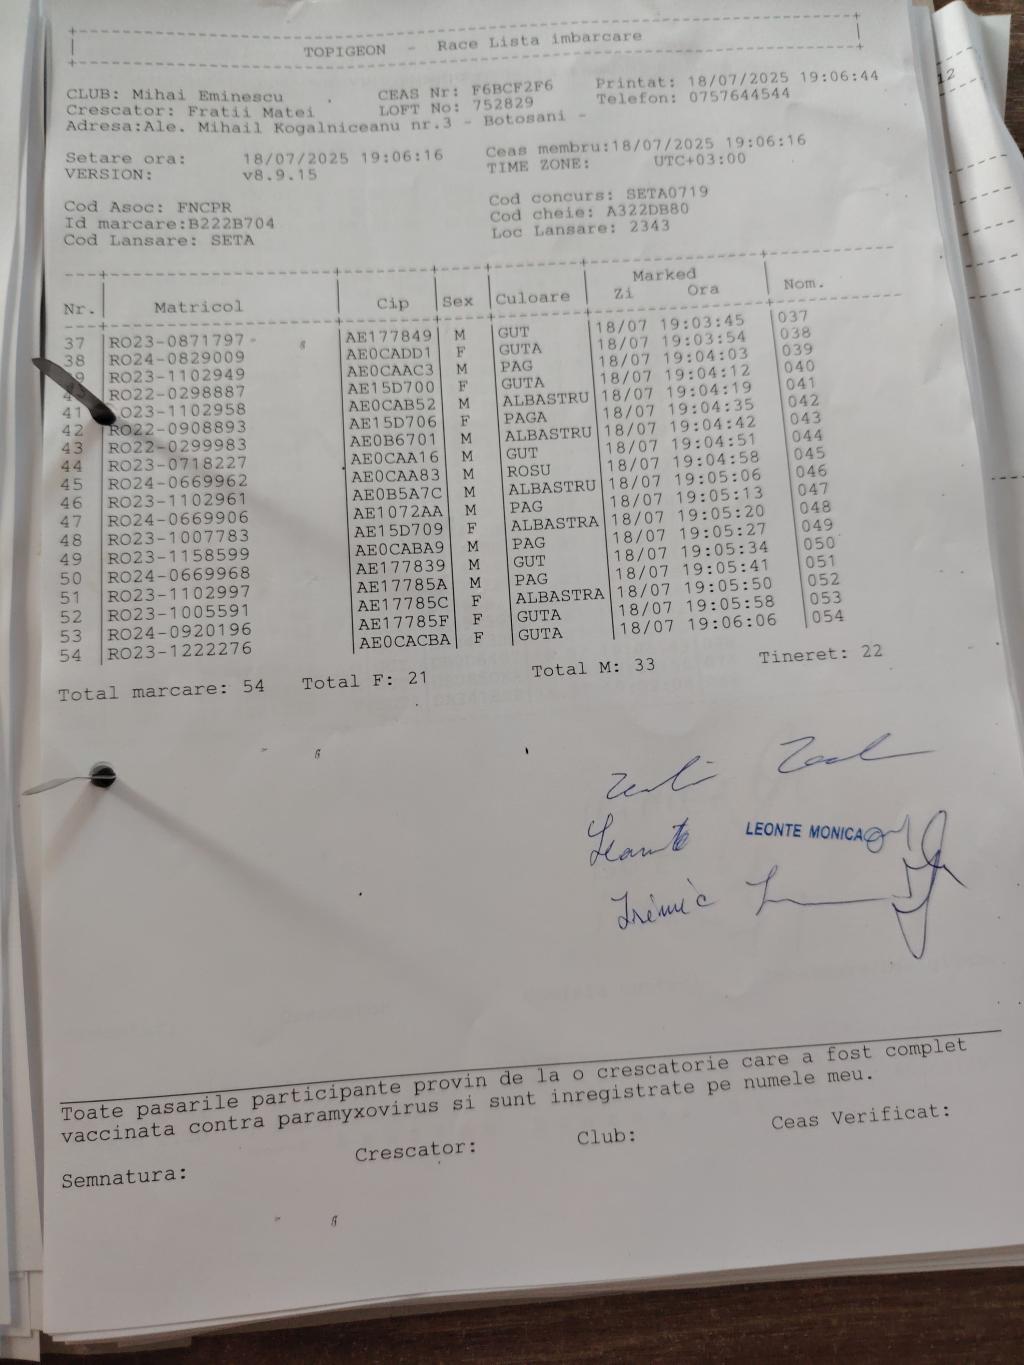 TOPIGEON - Race Lista imbarcare
CLUB: Mihai Eminescu CEAS Nr: F6BCF2F6 Printat: 18/07/2025 19:06:44
Crescator: Fratii Matei LOFT No: 752829 Telefon: 0757644544
Adresa:Ale. Mihail Kogalniceanu nr.3 - Botosani -
Setare ora: 18/07/2025 19:06:16 Ceas membru:18/07/2025 19:06:16
VERSION: v8.9.15 TIME ZONE: UTC+03:00
Cod Asoc: FNCPR Cod concurs: SETA0719
Id marcare:B222B704 Cod cheie: A322DB80
Cod Lansare: SETA Loc Lansare: 2343
Marked
Nr. Matricol Cip Sex Culoare Zi Ora Nom.
37 RO23-0871797 AE177849 M GUT 18/07 19:03:45 037
38 RO24-0829009 AE0CADD1 F GUTA 18/07 19:03:54 038
39 RO23-1102949 AE0CAAC3 M PAG 18/07 19:04:03 039
40 RO22-0298887 AE15D700 F GUTA 18/07 19:04:12 040
41 RO23-1102958 AE0CAB52 M ALBASTRU 18/07 19:04:19 041
42 RO22-0908893 AE15D706 F PAGA 18/07 19:04:35 042
43 RO22-0299983 AE0B6701 M ALBASTRU 18/07 19:04:42 043
44 RO23-0718227 AE0CAA16 M GUT 18/07 19:04:51 044
45 RO24-0669962 AE0CAA83 M ROSU 18/07 19:04:58 045
46 RO23-1102961 AE0B5A7C M ALBASTRU 18/07 19:05:06 046
47 RO24-0669906 AE1072AA M PAG 18/07 19:05:13 047
48 RO23-1007783 AE15D709 F ALBASTRA 18/07 19:05:20 048
49 RO23-1158599 AE0CABA9 M PAG 18/07 19:05:27 049
50 RO24-0669968 AE177839 M GUT 18/07 19:05:34 050
51 RO23-1102997 AE17785A M PAG 18/07 19:05:41 051
52 RO23-1005591 AE17785C F ALBASTRA 18/07 19:05:50 052
53 RO24-0920196 AE17785F F GUTA 18/07 19:05:58 053
54 RO23-1222276 AE0CACBA F GUTA 18/07 19:06:06 054
Total marcare: 54 Total F: 21 Total M: 33 Tineret: 22
LEONTE MONICA
Toate pasarile participante provin de la o crescatorie care a fost complet
vaccinata contra paramyxovirus si sunt inregistrate pe numele meu.
Semnatura: Crescator: Club: Ceas Verificat:
12